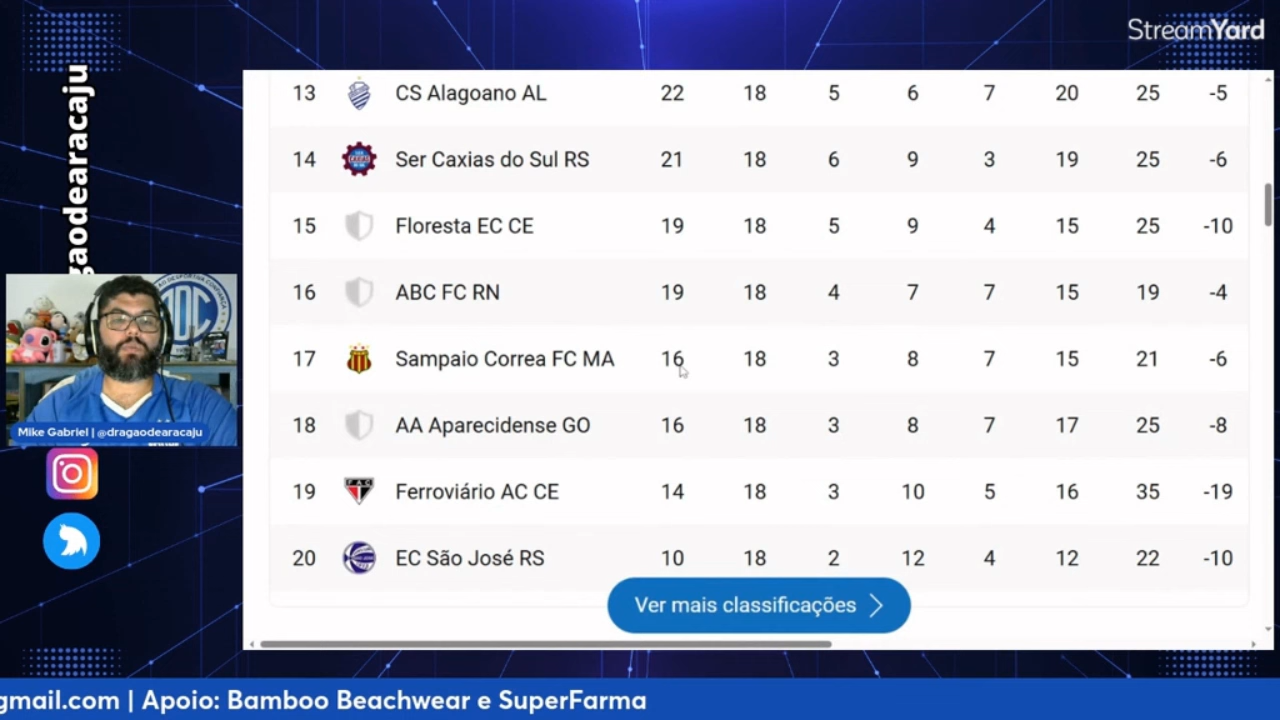 StreamYard
gaodearacaju
13 CS Alagoano AL 22 18 5 6 7 20 25 -5
14 Ser Caxias do Sul RS 21 18 6 9 3 19 25 -6
15 Floresta EC CE 19 18 5 9 4 15 25 -10
16 ABC FC RN 19 18 4 7 7 15 19 -4
17 Sampaio Correa FC MA 16 18 3 8 7 15 21 -6
18 AA Aparecidense GO 16 18 3 8 7 17 25 -8
19 Ferroviário AC CE 14 18 3 10 5 16 35 -19
20 EC São José RS 10 18 2 12 4 12 22 -10
Mike Gabriel | @dragaodearacaju
Ver mais classificações
gmail.com | Apoio: Bamboo Beachwear e SuperFarma